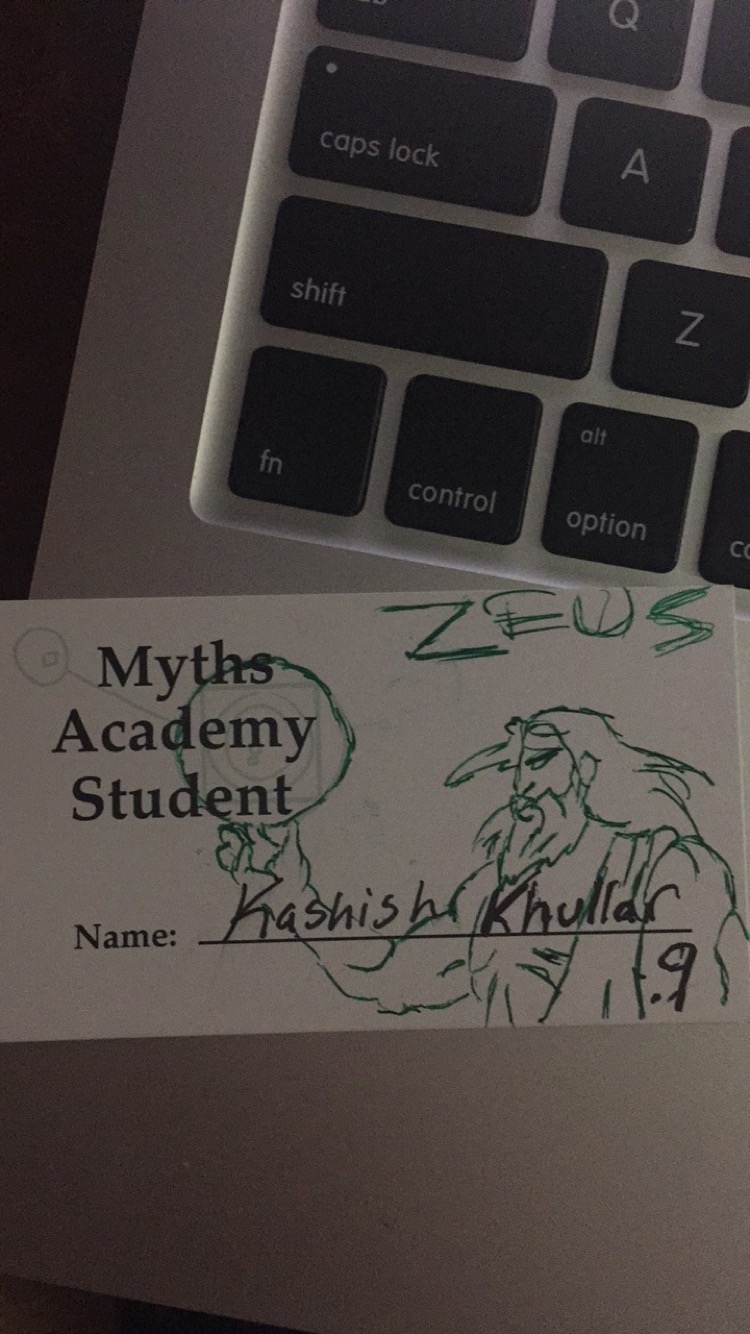 Q
caps lock
A
shift
Z
fn
control
alt
option
ZEUS
Myths
Academy
Student
Name: Kashish Khullar
.9